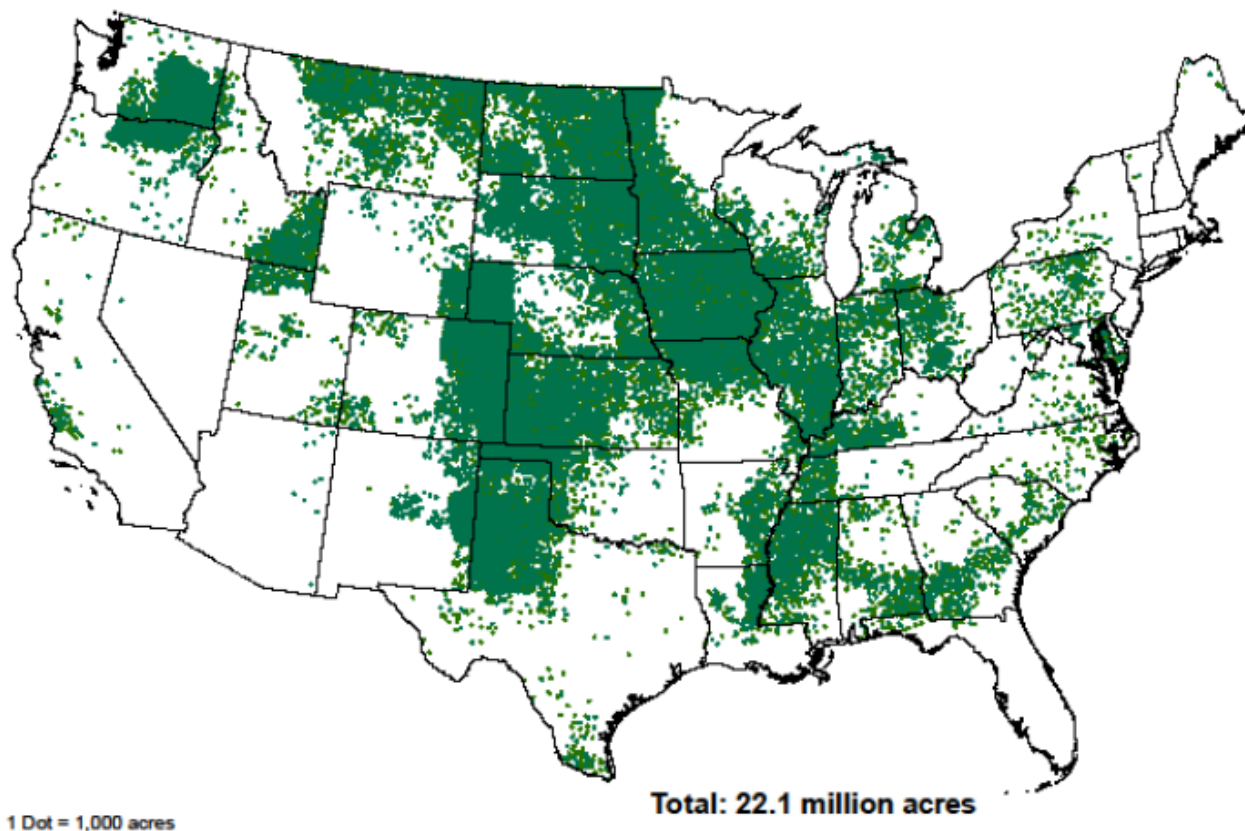 Total: 22.1 million acres
1 Dot = 1,000 acres